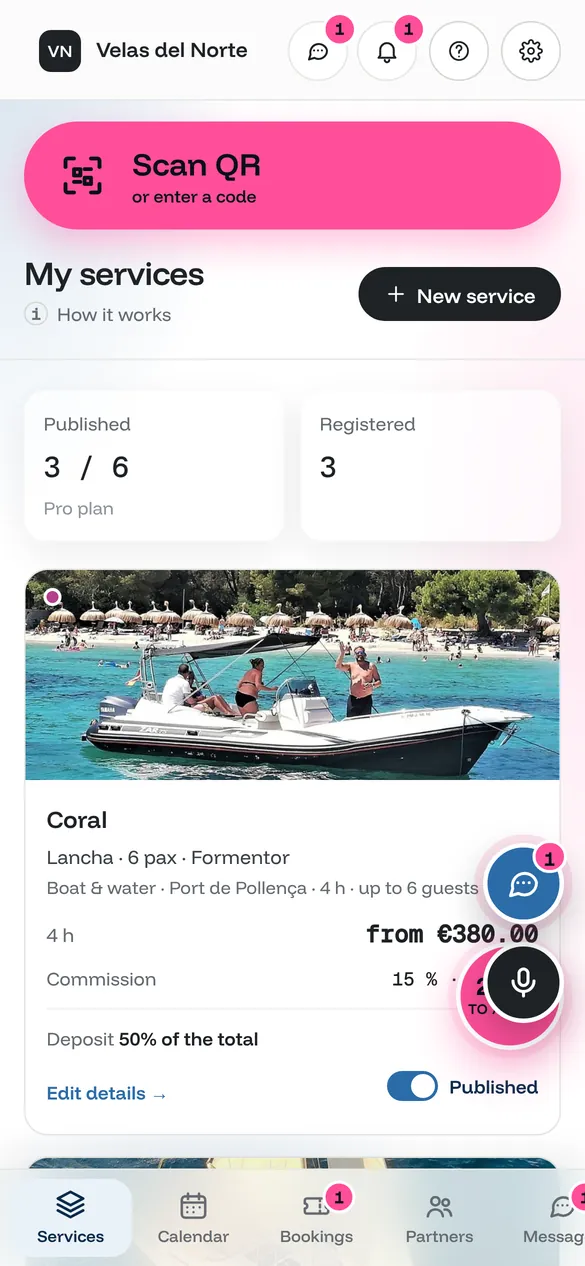 VN
Velas del Norte
1
1
Scan QR
or enter a code
My services
i How it works
+ New service
Published
3 / 6
Pro plan
Registered
3
YAMAHA
Coral
Lancha · 6 pax · Formentor
Boat & water · Port de Pollença · 4 h · up to 6 guests
1
4 h
from €380.00
Commission
15 % ·
TO
Deposit 50% of the total
Edit details →
Published
Services
Calendar
1
Bookings
Partners
1
Messag